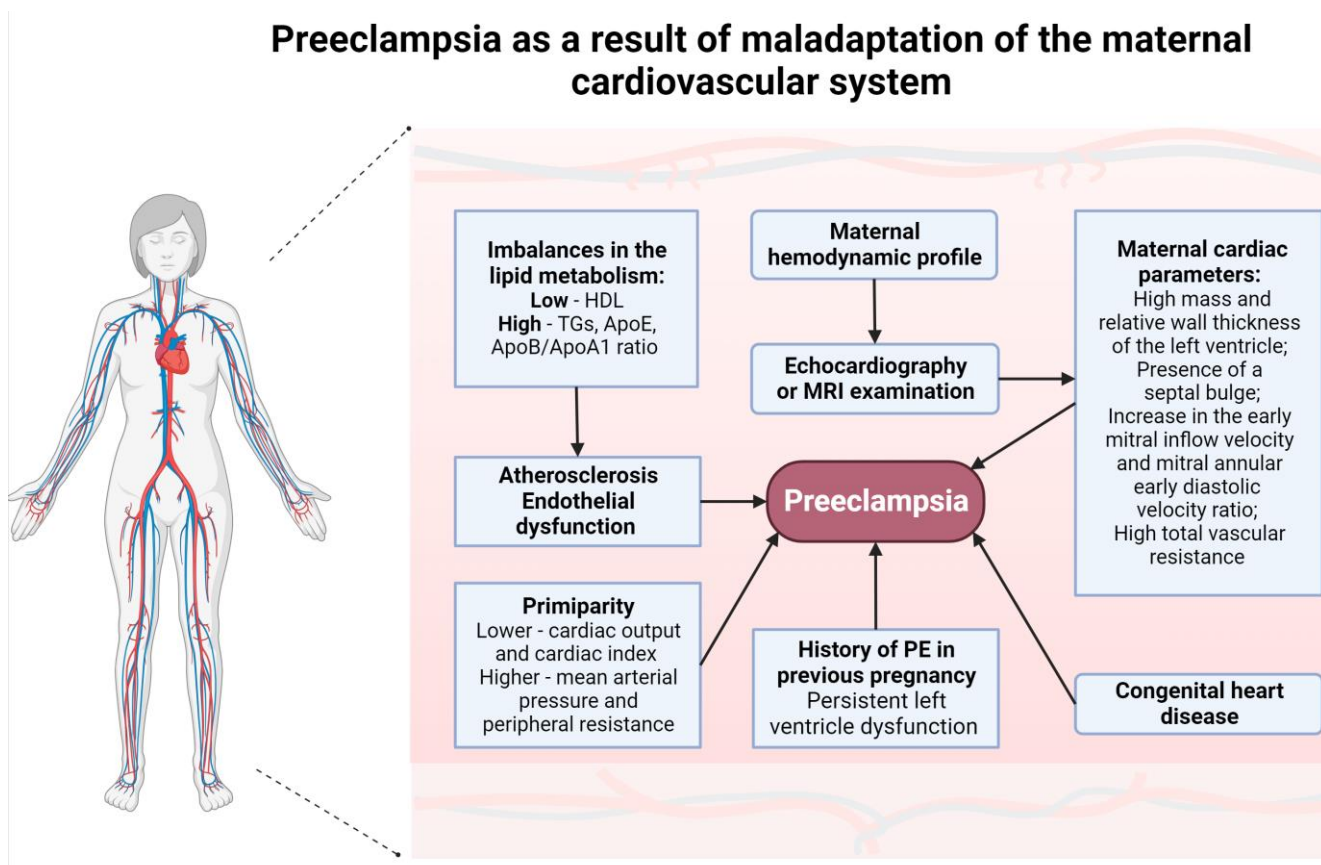 Preeclampsia as a result of maladaptation of the maternal
cardiovascular system
Imbalances in the
lipid metabolism:
Low - HDL
High - TGs, ApoE,
ApoB/ApoA1 ratio
Maternal
hemodynamic profile
Echocardiography
or MRI examination
Maternal cardiac
parameters:
High mass and
relative wall thickness
of the left ventricle;
Presence of a
septal bulge;
Increase in the early
mitral inflow velocity
and mitral annular
early diastolic
velocity ratio;
High total vascular
resistance
Atherosclerosis
Endothelial
dysfunction
Preeclampsia
Primiparity
Lower - cardiac output
and cardiac index
Higher - mean arterial
pressure and
peripheral resistance
History of PE in
previous pregnancy
Persistent left
ventricle dysfunction
Congenital heart
disease